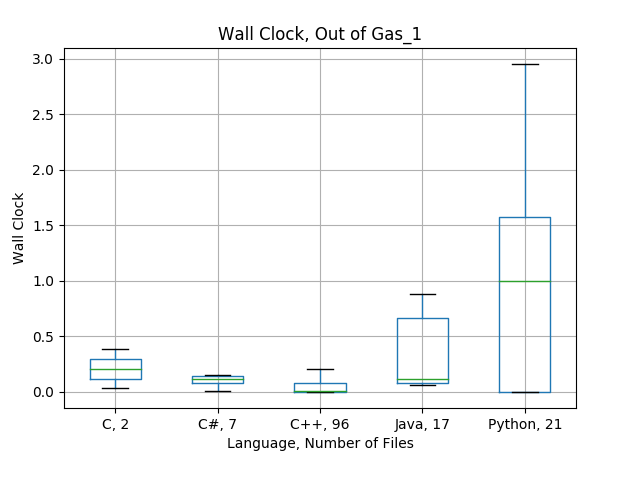 Wall Clock, Out of Gas_1
3.0
2.5
2.0
1.5
1.0
0.5
0.0
Wall Clock
C, 2
C#, 7
C++, 96
Java, 17
Python, 21
Language, Number of Files